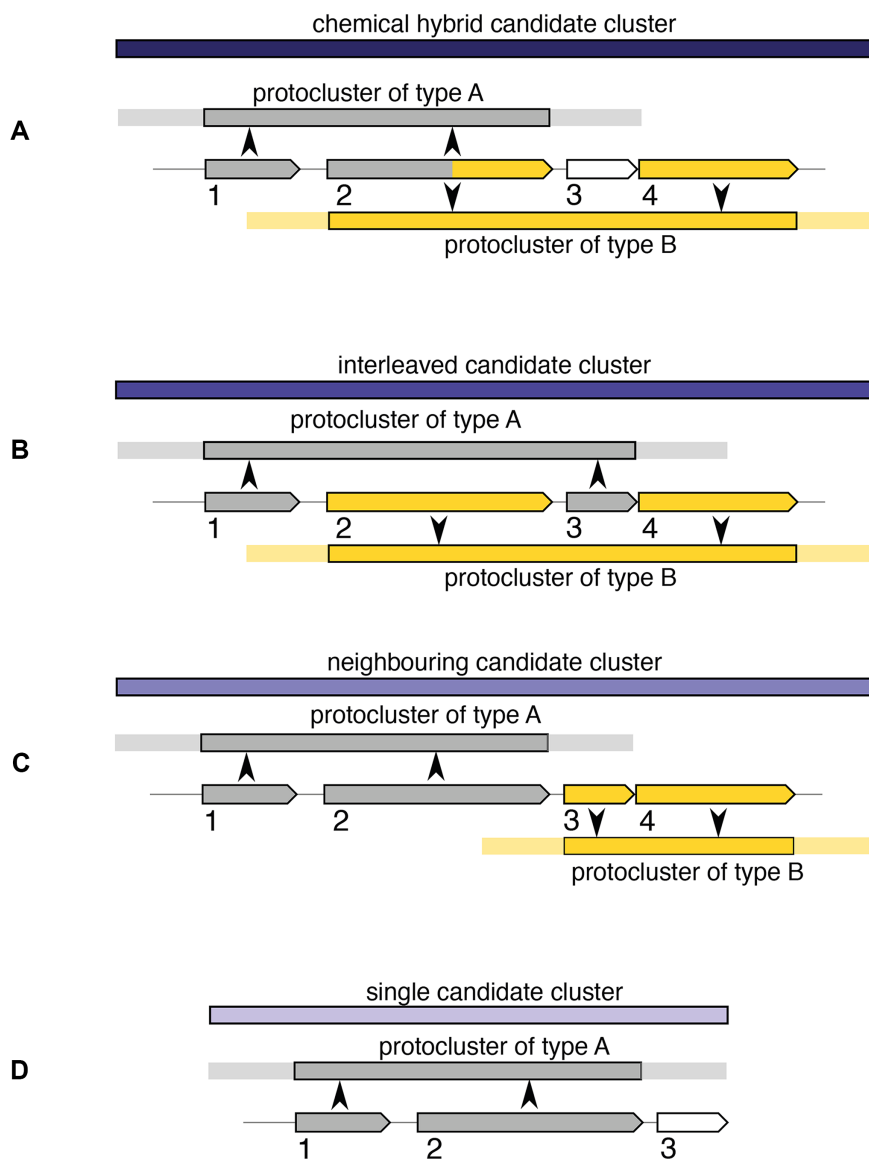 chemical hybrid candidate cluster
protocluster of type A
A
1 2 3 4
protocluster of type B
interleaved candidate cluster
protocluster of type A
B
1 2 3 4
protocluster of type B
neighbouring candidate cluster
protocluster of type A
C
1 2 3 4
protocluster of type B
single candidate cluster
protocluster of type A
D
1 2 3